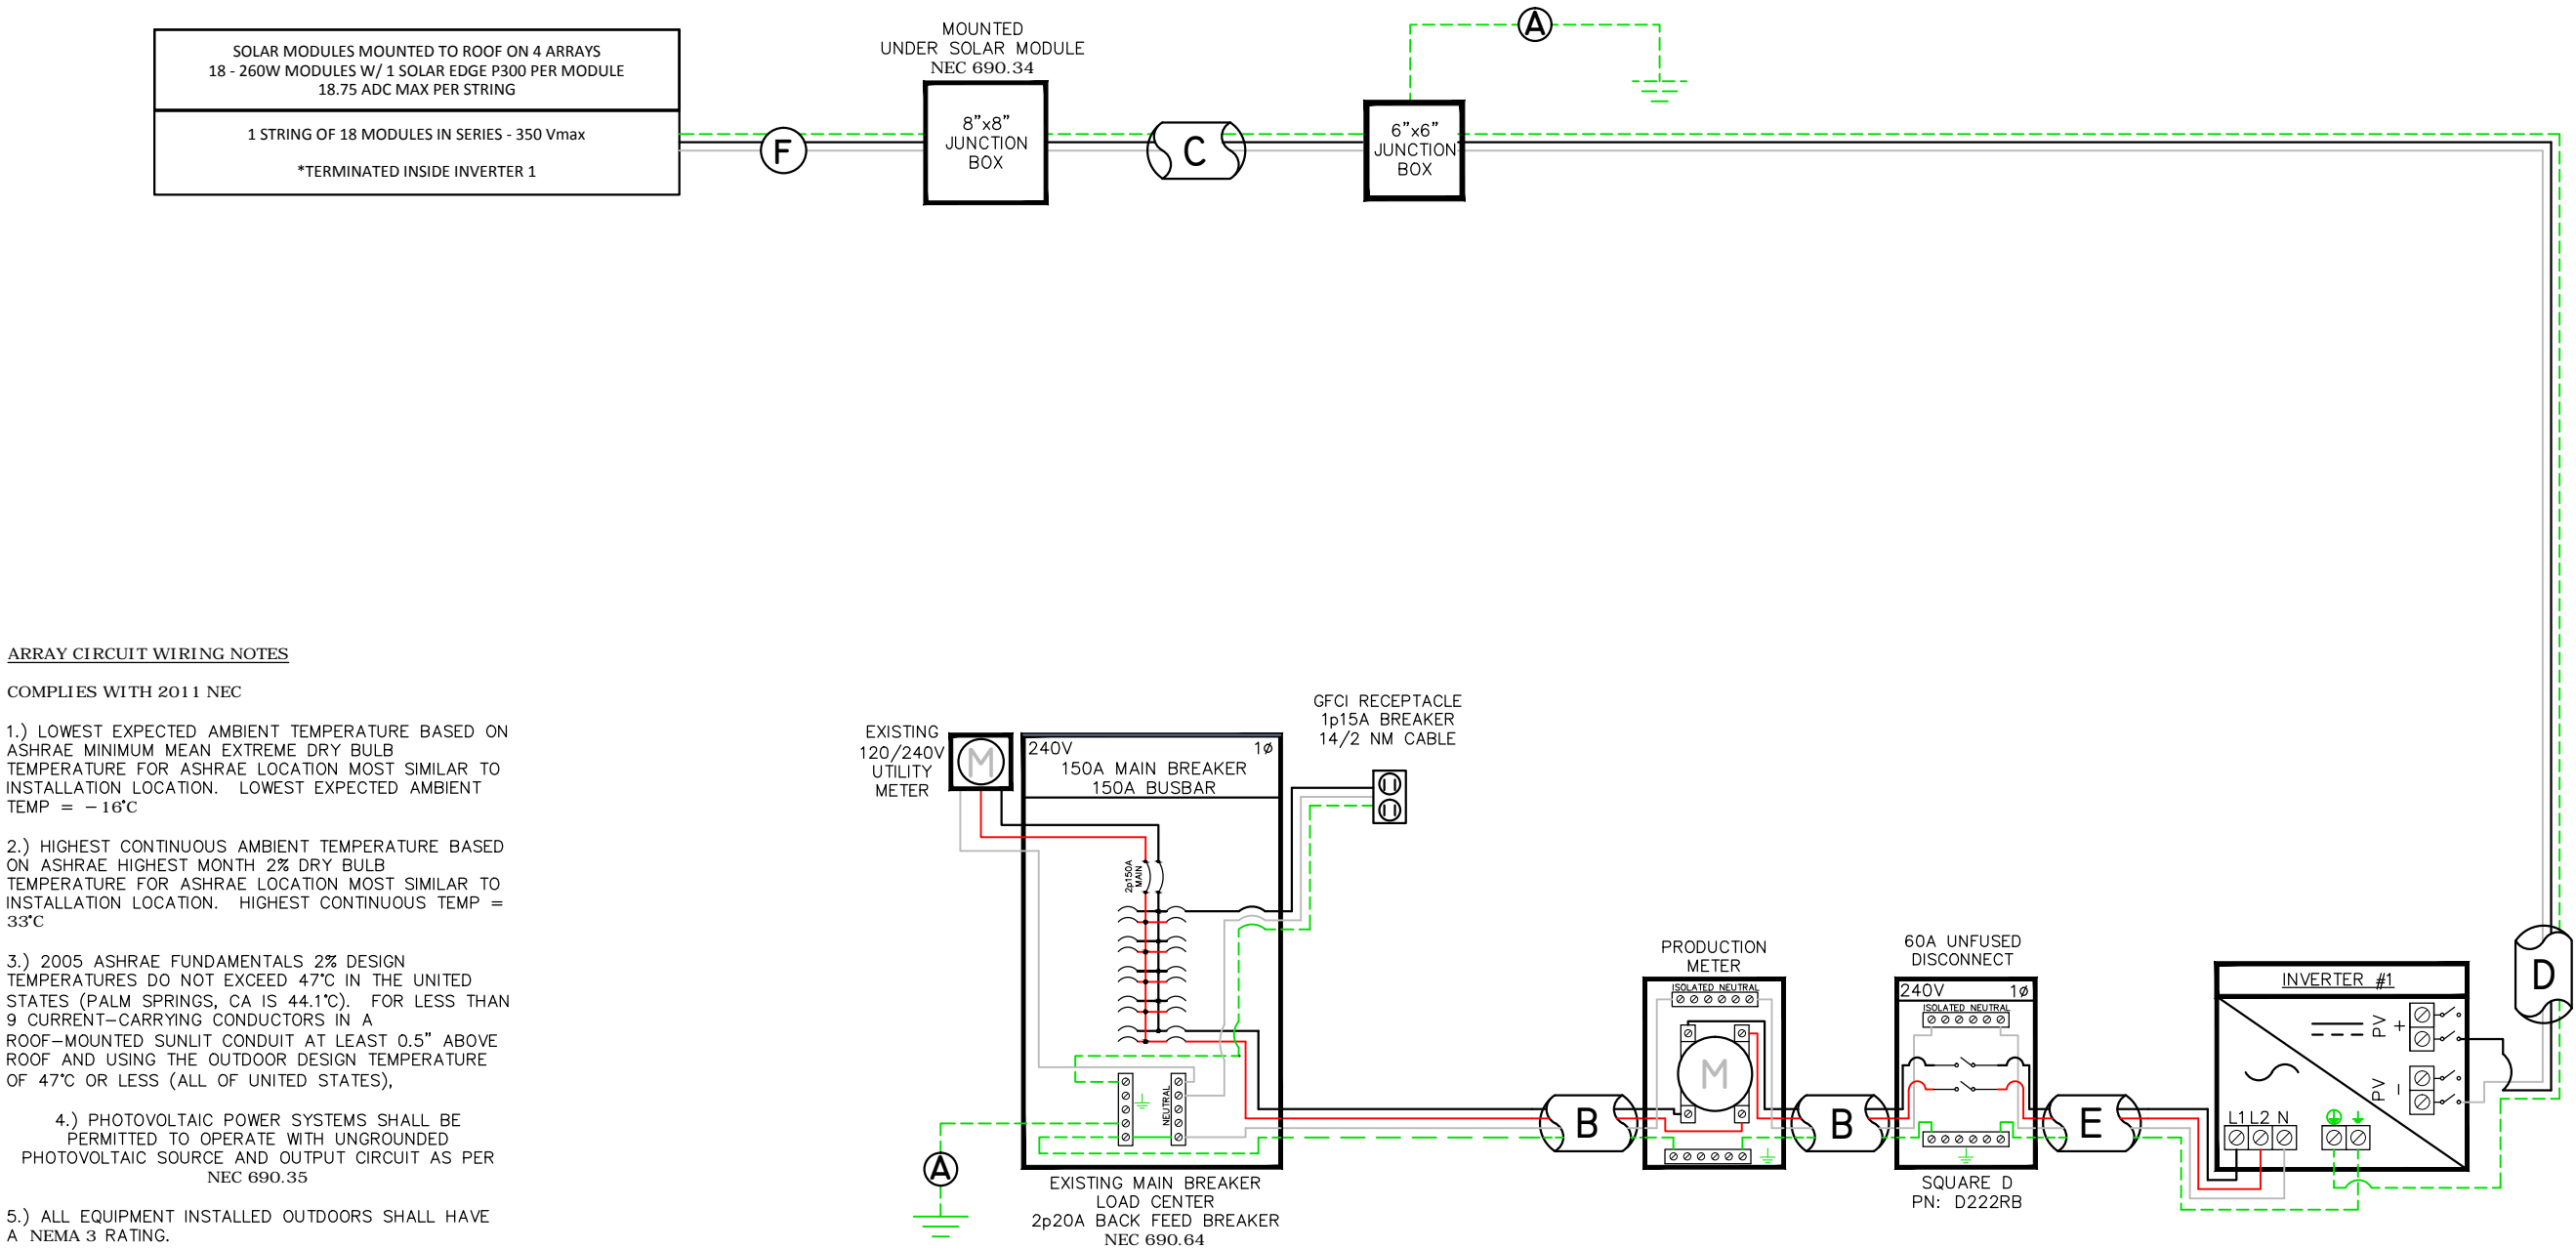 SOLAR MODULES MOUNTED TO ROOF ON 4 ARRAYS
18 - 260W MODULES W/ 1 SOLAR EDGE P300 PER MODULE
18.75 ADC MAX PER STRING
1 STRING OF 18 MODULES IN SERIES - 350 Vmax
*TERMINATED INSIDE INVERTER 1
F
MOUNTED
UNDER SOLAR MODULE
NEC 690.34
8”x8”
JUNCTION
BOX
C
6”x6”
JUNCTION
BOX
A
D
ARRAY CIRCUIT WIRING NOTES
COMPLIES WITH 2011 NEC
1.) LOWEST EXPECTED AMBIENT TEMPERATURE BASED ON
ASHRAE MINIMUM MEAN EXTREME DRY BULB
TEMPERATURE FOR ASHRAE LOCATION MOST SIMILAR TO
INSTALLATION LOCATION. LOWEST EXPECTED AMBIENT
TEMP = -16°C
2.) HIGHEST CONTINUOUS AMBIENT TEMPERATURE BASED
ON ASHRAE HIGHEST MONTH 2% DRY BULB
TEMPERATURE FOR ASHRAE LOCATION MOST SIMILAR TO
INSTALLATION LOCATION. HIGHEST CONTINUOUS TEMP =
33°C
3.) 2005 ASHRAE FUNDAMENTALS 2% DESIGN
TEMPERATURES DO NOT EXCEED 47°C IN THE UNITED
STATES (PALM SPRINGS, CA IS 44.1°C). FOR LESS THAN
9 CURRENT-CARRYING CONDUCTORS IN A
ROOF-MOUNTED SUNLIT CONDUIT AT LEAST 0.5” ABOVE
ROOF AND USING THE OUTDOOR DESIGN TEMPERATURE
OF 47°C OR LESS (ALL OF UNITED STATES),
4.) PHOTOVOLTAIC POWER SYSTEMS SHALL BE
PERMITTED TO OPERATE WITH UNGROUNDED
PHOTOVOLTAIC SOURCE AND OUTPUT CIRCUIT AS PER
NEC 690.35
5.) ALL EQUIPMENT INSTALLED OUTDOORS SHALL HAVE
A NEMA 3 RATING.
EXISTING
120/240V
UTILITY
METER
M
240V 1ø
150A MAIN BREAKER
150A BUSBAR
2p150A
MAIN
NEUTRAL
A
EXISTING MAIN BREAKER
LOAD CENTER
2p20A BACK FEED BREAKER
NEC 690.64
GFCI RECEPTACLE
1p15A BREAKER
14/2 NM CABLE
B
PRODUCTION
METER
ISOLATED NEUTRAL
M
B
60A UNFUSED
DISCONNECT
240V 1ø
ISOLATED NEUTRAL
SQUARE D
PN: D222RB
E
INVERTER #1
PV +
PV -
L1 L2 N